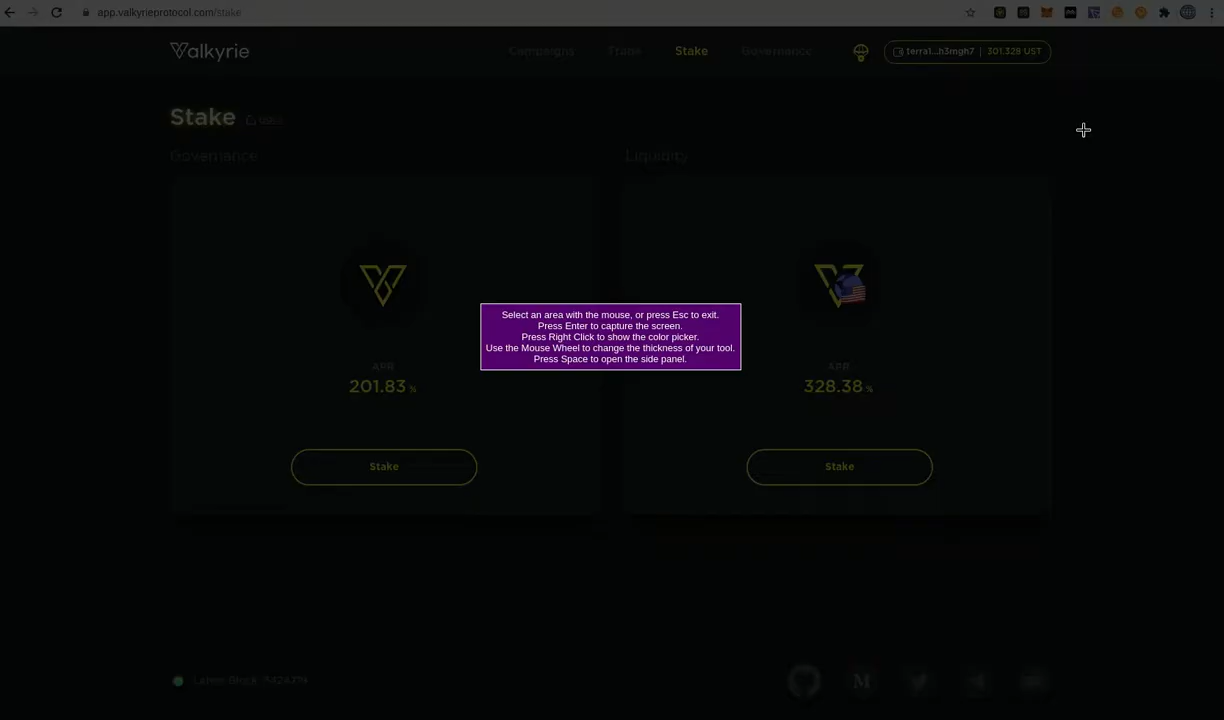 app.valkyrieprotocol.com/stake
Valkyrie
Campaigns
Trade
Stake
Governance
terra1...h3mgh7 | 301.328 UST
Stake
Governance
Liquidity
Select an area with the mouse, or press Esc to exit.
Press Enter to capture the screen.
Press Right Click to show the color picker.
Use the Mouse Wheel to change the thickness of your tool.
Press Space to open the side panel.
APR
201.83 %
APR
328.38 %
Stake
Stake
Latest Block